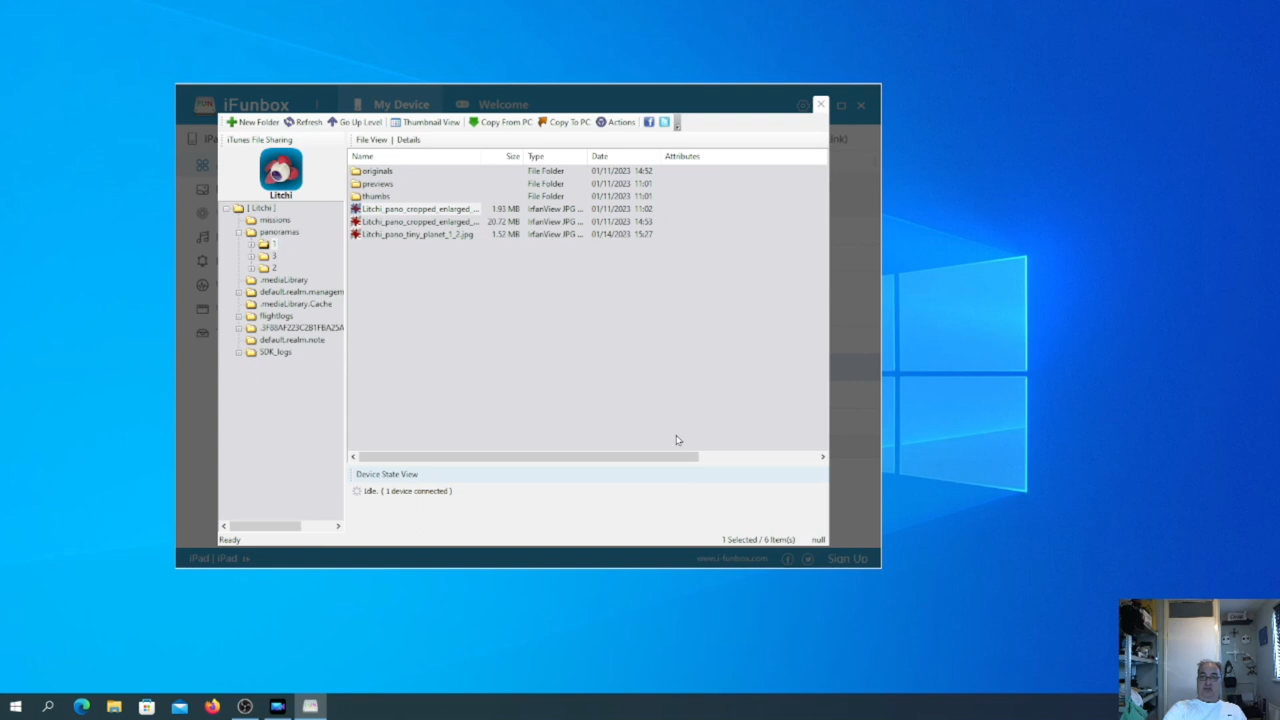 FUN iFunbox My Device Welcome
New Folder Refresh Go Up Level Thumbnail View Copy From PC Copy To PC Actions
iTunes File Sharing File View Details
Name Size Type Date Attributes
originals File Folder 01/11/2023 14:52
previews File Folder 01/11/2023 11:01
thumbs File Folder 01/11/2023 11:01
Litchi_pano_cropped_enlarged_... 1.93 MB IrfanView JPG ... 01/11/2023 11:02
Litchi_pano_cropped_enlarged_... 20.72 MB IrfanView JPG ... 01/11/2023 14:53
Litchi_pano_tiny_planet_1_2.jpg 1.52 MB IrfanView JPG ... 01/14/2023 15:27
Litchi
[ Litchi ]
missions
panoramas
1
3
2
.mediaLibrary
default.realm.managem
.mediaLibrary.Cache
flightlogs
.3F88AF223C2B1FBA25A
default.realm.note
SDK_logs
Device State View
Idle. ( 1 device connected )
Ready 1 Selected / 6 Item(s) null
iPad | iPad www.i-funbox.com Sign Up